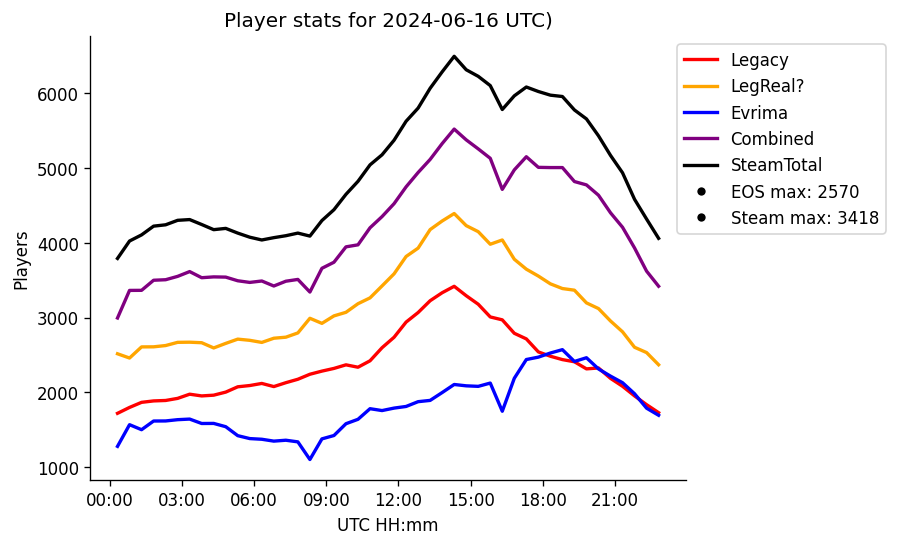 Player stats for 2024-06-16 UTC)
Legacy
LegReal?
Evrima
Combined
SteamTotal
EOS max: 2570
Steam max: 3418
Players
6000
5000
4000
3000
2000
1000
00:00 03:00 06:00 09:00 12:00 15:00 18:00 21:00
UTC HH:mm